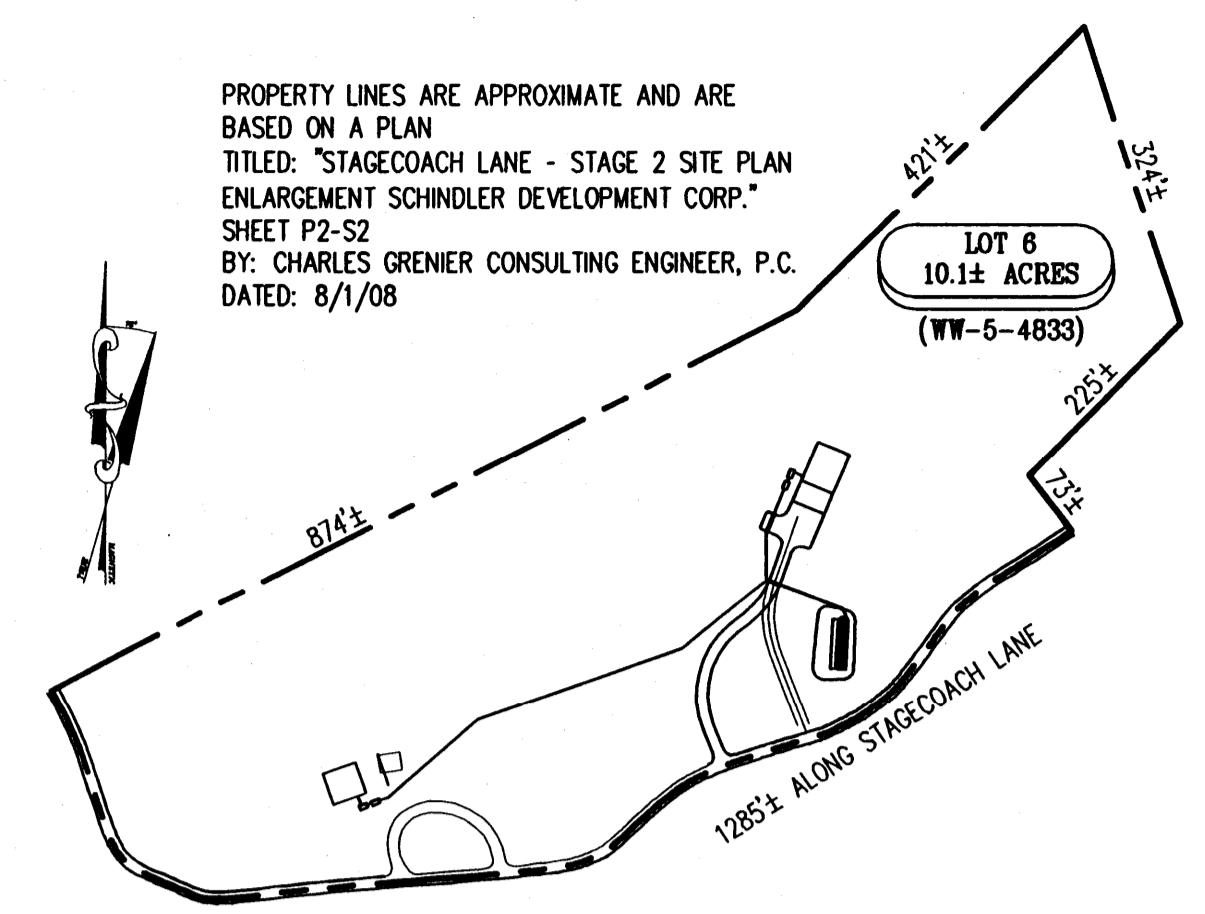 PROPERTY LINES ARE APPROXIMATE AND ARE
BASED ON A PLAN
TITLED: "STAGECOACH LANE - STAGE 2 SITE PLAN
ENLARGEMENT SCHINDLER DEVELOPMENT CORP."
SHEET P2-S2
BY: CHARLES GRENIER CONSULTING ENGINEER, P.C.
DATED: 8/1/08
421'±
324'±
LOT 6
10.1± ACRES
(WW-5-4833)
225'±
73'±
874'±
1285'± ALONG STAGECOACH LANE
MAGNETIC